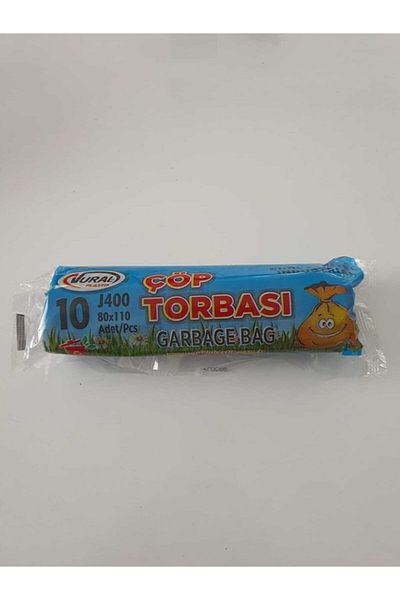 VURAL
PLASTİK
10
J400
80x110
Adet/Pcs
ÇÖP
TORBASI
GARBAGE BAG